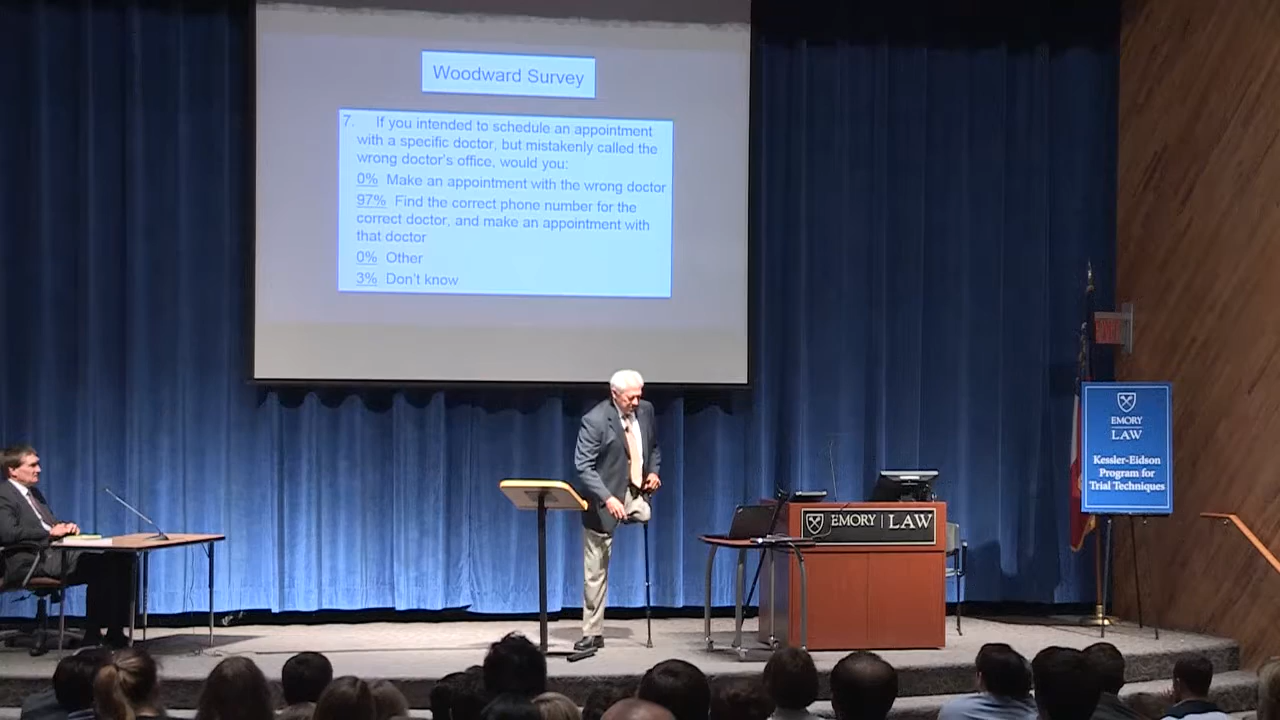 Woodward Survey
7. If you intended to schedule an appointment
with a specific doctor, but mistakenly called the
wrong doctor's office, would you:
0% Make an appointment with the wrong doctor
97% Find the correct phone number for the
correct doctor, and make an appointment with
that doctor
0% Other
3% Don't know
EMORY
LAW
Kessler-Eidson
Program for
Trial Techniques
EMORY | LAW